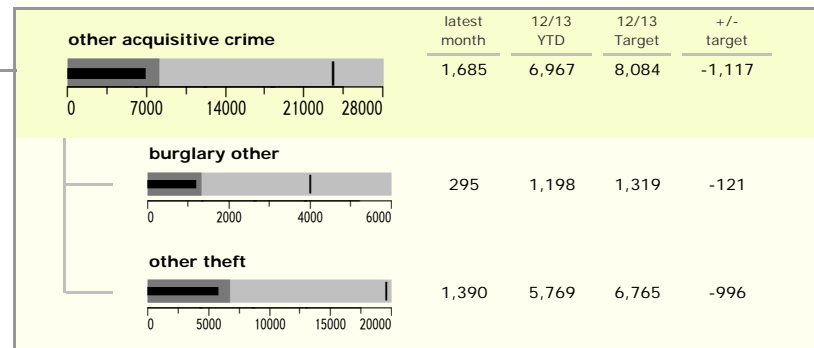 latest 12/13 12/13 +/-
other acquisitive crime month YTD Target target
1,685 6,967 8,084 -1,117
0 7000 14000 21000 28000
burglary other
295 1,198 1,319 -121
0 2000 4000 6000
other theft
1,390 5,769 6,765 -996
0 5000 10000 15000 20000